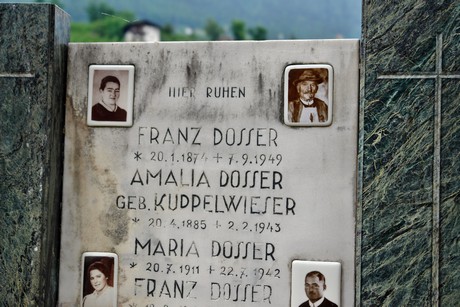 HIER RUHEN
FRANZ DOSSER
* 20.1.1874 + 7.9.1949
AMALIA DOSSER
GEB. KUPPELWIESER
* 20.4.1885 + 2.2.1943
MARIA DOSSER
* 20.7.1911 + 22.7.1942
FRANZ DOSSER